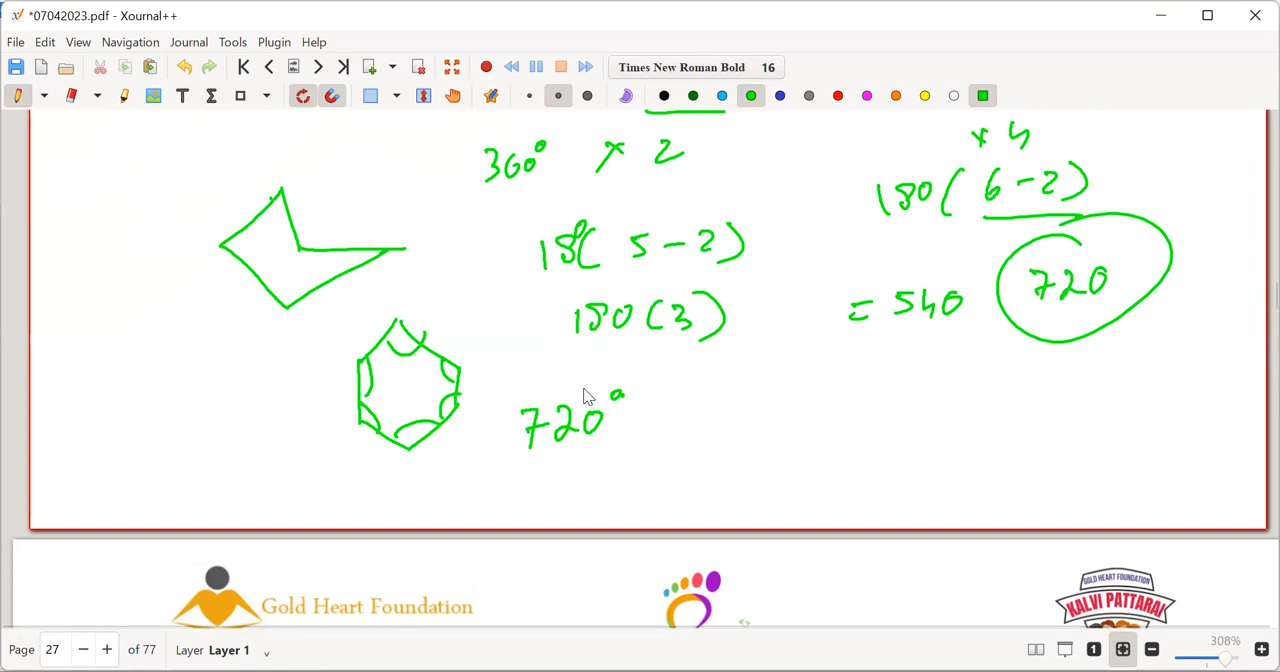 *07042023.pdf - Xournal++
File Edit View Navigation Journal Tools Plugin Help
Times New Roman Bold 16
360° × 2
× 4
180( 6 - 2)
18( 5 - 2)
180 (3)
= 540
720
720°
Gold Heart Foundation
GOLD HEART FOUNDATION
KALVI PATTARAI
Page 27 of 77 Layer Layer 1
308%